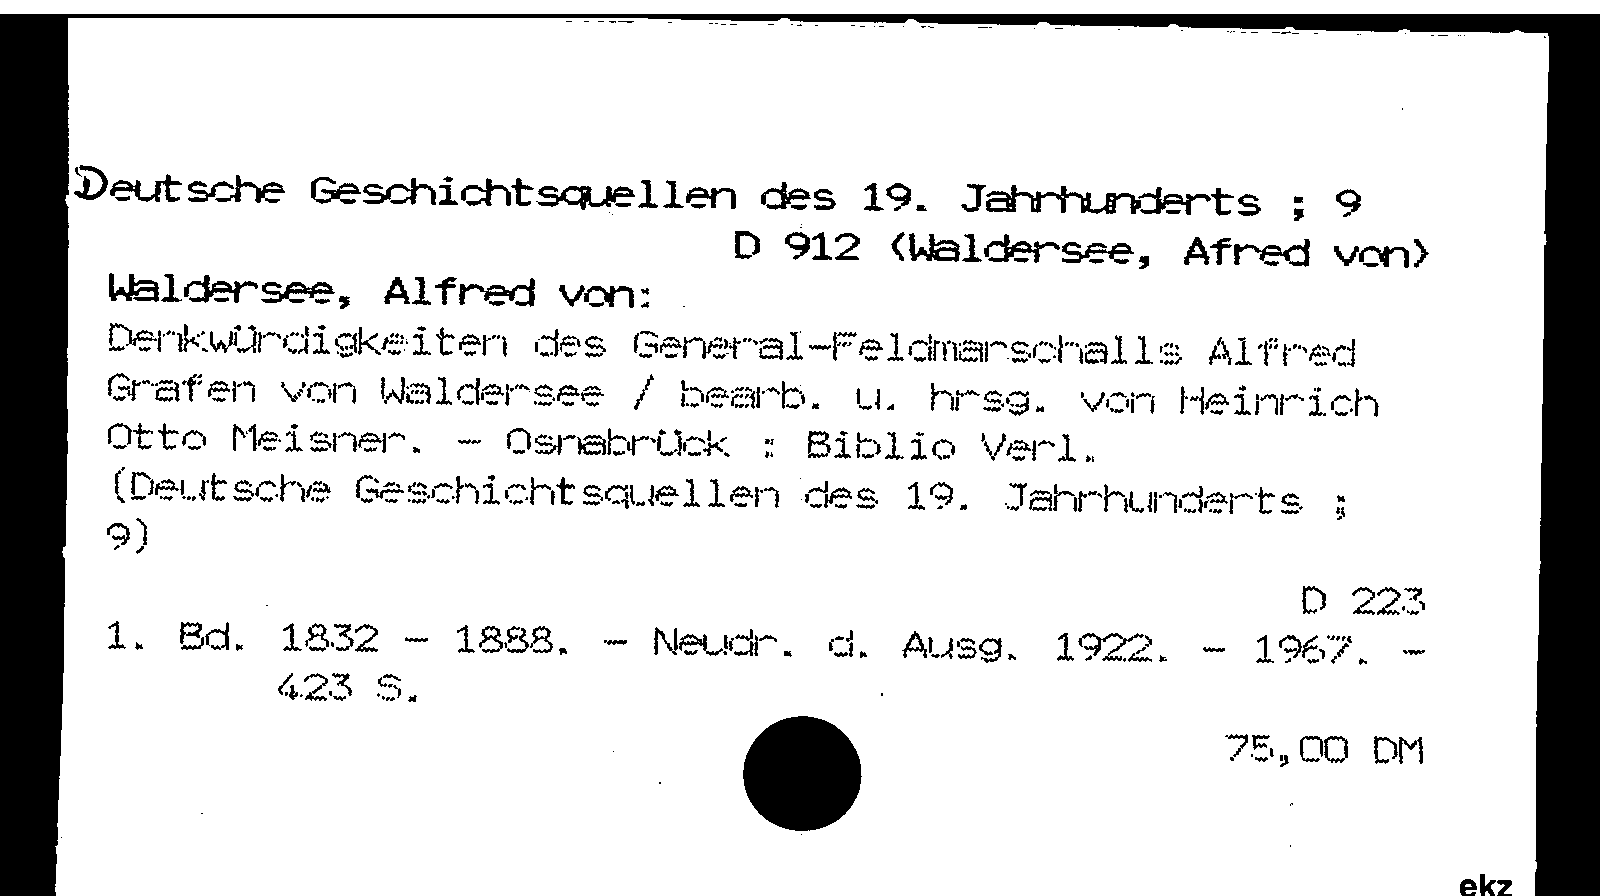 Deutsche Geschichtsquellen des 19. Jahrhunderts ; 9
D 912 (Waldersee, Afred von)
Waldersee, Alfred von:
Denkwürdigkeiten des General-Feldmarschalls Alfred
Grafen von Waldersee / bearb. u. hrsg. von Heinrich
Otto Meisner. - Osnabrück : Biblio Verl.
(Deutsche Geschichtsquellen des 19. Jahrhunderts ;
9)
D 223
1. Bd. 1832 - 1888. - Neudr. d. Ausg. 1922. - 1967. -
423 S.
75,00 DM
ekz